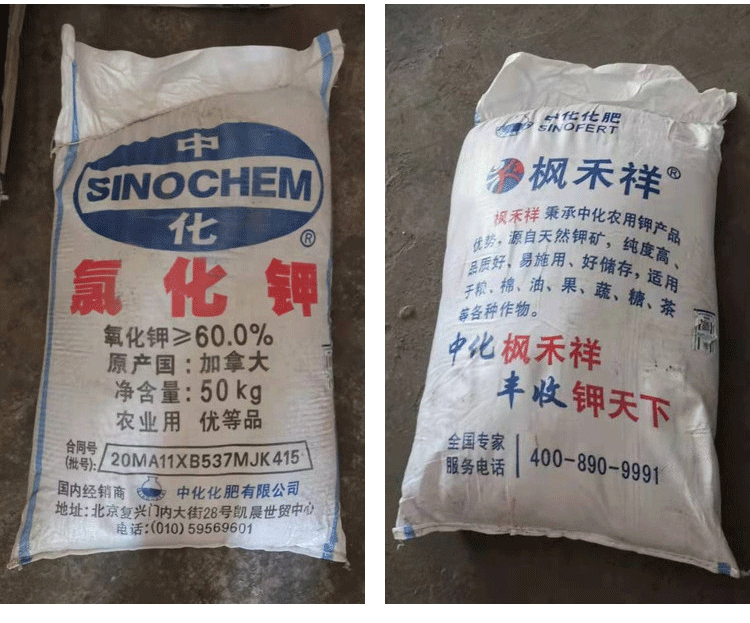 中
SINOCHEM
化
®
氯化钾
氧化钾≥60.0%
原产国：加拿大
净含量：50kg
农业用 优等品
合同号
(批号): 20MA11XB537MJK415
国内经销商 中化化肥有限公司
地址: 北京复兴门内大街28号凯晨世贸中心
电话: (010) 59569601
中化化肥
SINOFERT
枫禾祥®
枫禾祥 秉承中化农用钾产品
优势，源自天然钾矿，纯度高、
品质好、易施用、好储存，适用
于粮、棉、油、果、蔬、糖、茶
等各种作物。
中化枫禾祥
丰收钾天下
全国专家
服务电话 400-890-9991